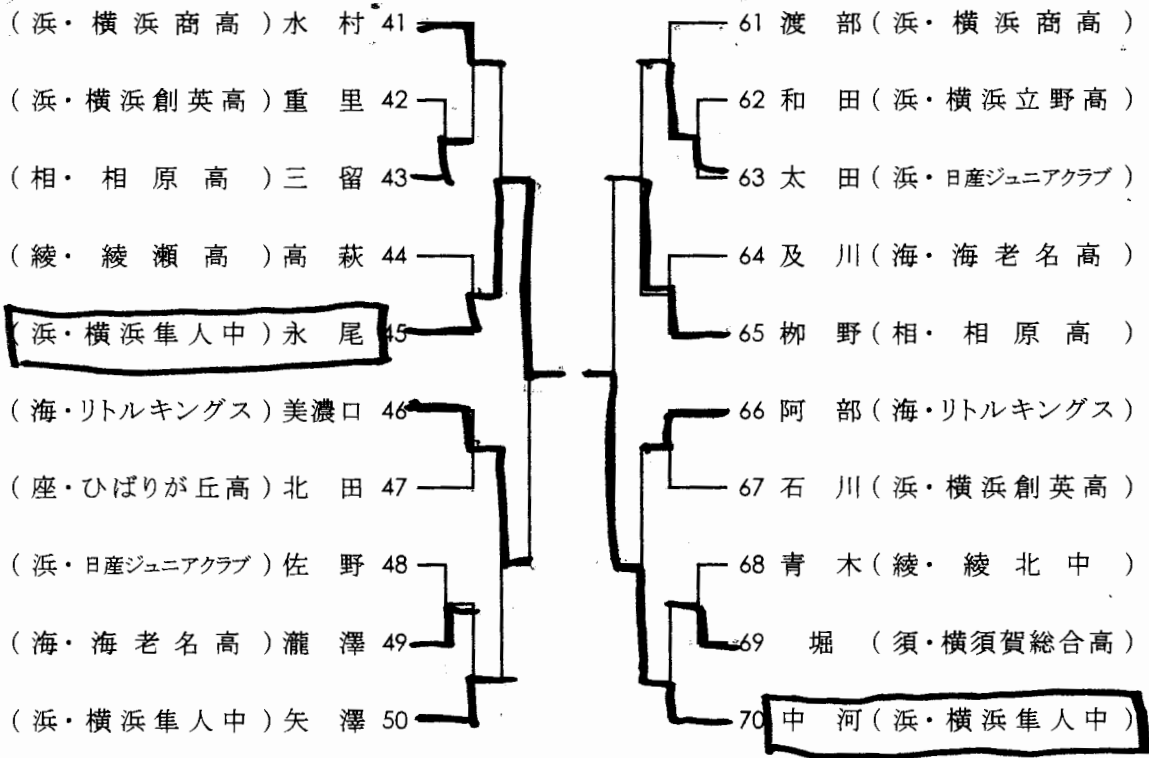 (浜・横浜商高)水村 41
(浜・横浜創英高)重里 42
(相・相原高)三留 43
(綾・綾瀬高)高萩 44
(浜・横浜隼人中)永尾 45
(海・リトルキングス)美濃口 46
(座・ひばりが丘高)北田 47
(浜・日産ジュニアクラブ)佐野 48
(海・海老名高)瀧澤 49
(浜・横浜隼人中)矢澤 50
61 渡部(浜・横浜商高)
62 和田(浜・横浜立野高)
63 太田(浜・日産ジュニアクラブ)
64 及川(海・海老名高)
65 栁野(相・相原高)
66 阿部(海・リトルキングス)
67 石川(浜・横浜創英高)
68 青木(綾・綾北中)
69 堀(須・横須賀総合高)
70 中河(浜・横浜隼人中)